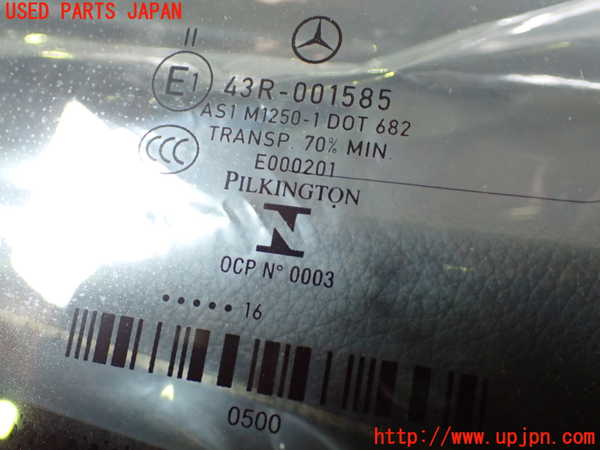 USED PARTS JAPAN
II
E1 43R-001585
AS1 M1250-1 DOT 682
TRANSP. 70% MIN.
CCC E000201
PILKINGTON
OCP N° 0003
..... 16
0500
http://www.upjpn.com/